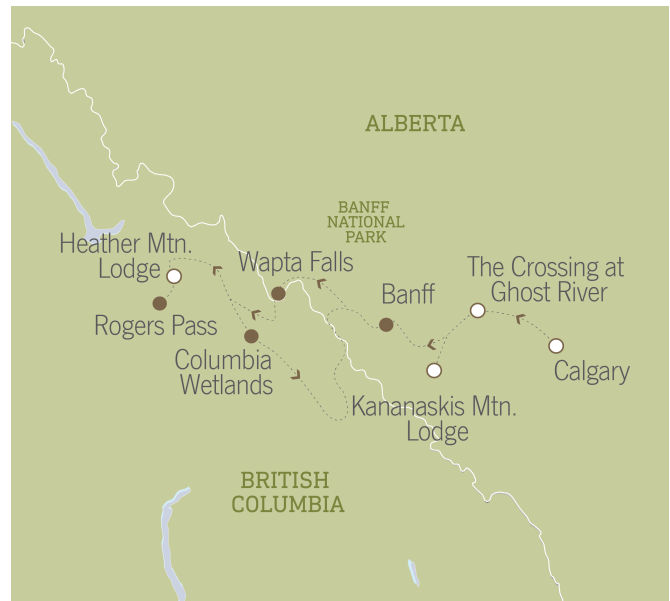 ALBERTA
BANFF
NATIONAL
PARK
Heather Mtn.
Lodge
Wapta Falls
The Crossing at
Ghost River
Banff
Rogers Pass
Columbia
Wetlands
Calgary
Kananaskis Mtn.
Lodge
BRITISH
COLUMBIA